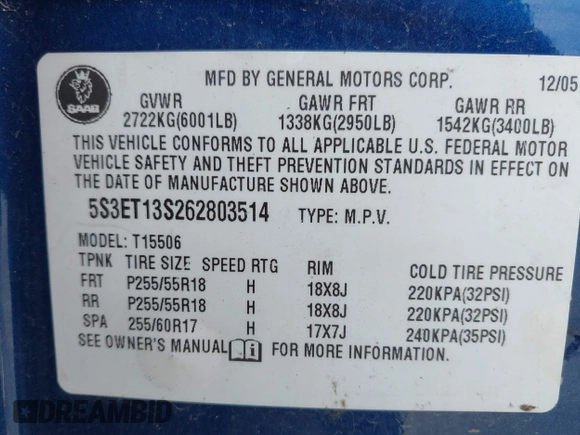 MFD BY GENERAL MOTORS CORP. 12/05
SAAB
GVWR GAWR FRT GAWR RR
2722KG(6001LB) 1338KG(2950LB) 1542KG(3400LB)
THIS VEHICLE CONFORMS TO ALL APPLICABLE U.S. FEDERAL MOTOR
VEHICLE SAFETY AND THEFT PREVENTION STANDARDS IN EFFECT ON
THE DATE OF MANUFACTURE SHOWN ABOVE.
5S3ET13S262803514 TYPE: M.P.V.
MODEL: T15506
TPNK TIRE SIZE SPEED RTG RIM COLD TIRE PRESSURE
FRT P255/55R18 H 18X8J 220KPA(32PSI)
RR P255/55R18 H 18X8J 220KPA(32PSI)
SPA 255/60R17 H 17X7J 240KPA(35PSI)
SEE OWNER'S MANUAL i FOR MORE INFORMATION.
DREAMBID